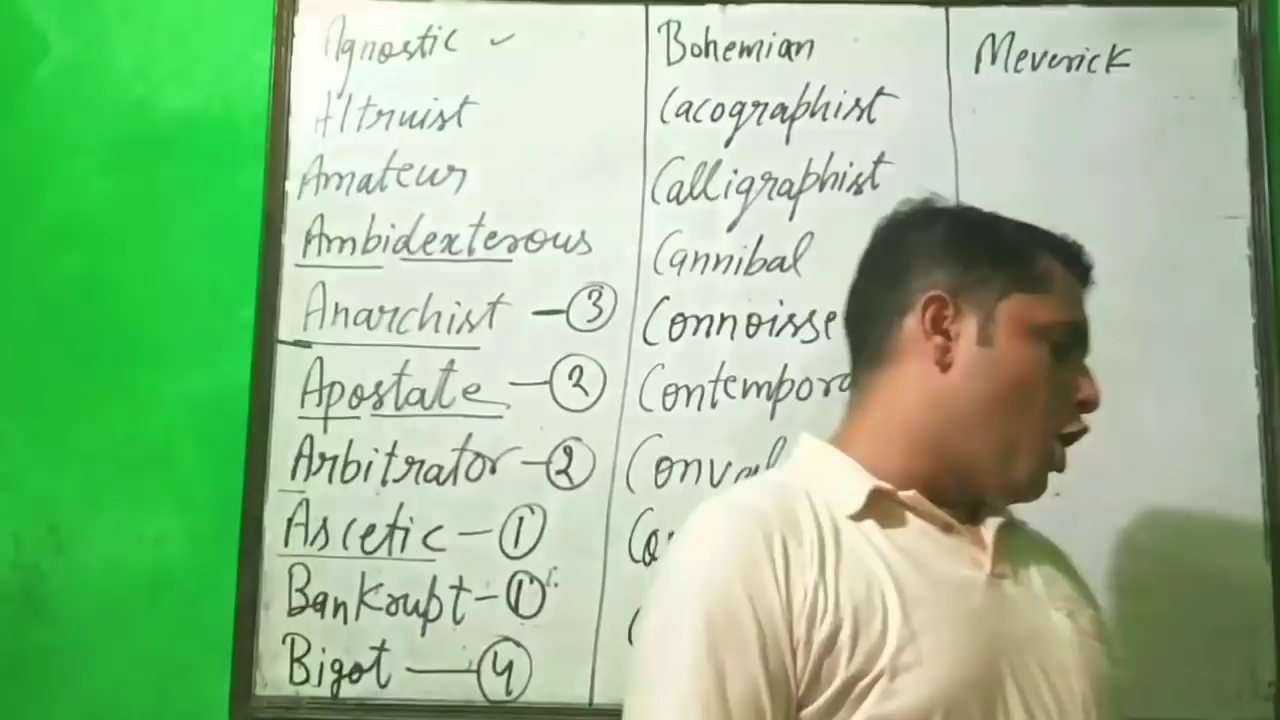 Agnostic ✓
Altruist
Amateur
Ambidexterous
Anarchist - 3
Apostate - 2
Arbitrator - 2
Ascetic - 1
Bankrupt - 1
Bigot - 4
Bohemian
Cacographist
Calligraphist
Cannibal
Connoisse
Contempora
Conval
Meverick